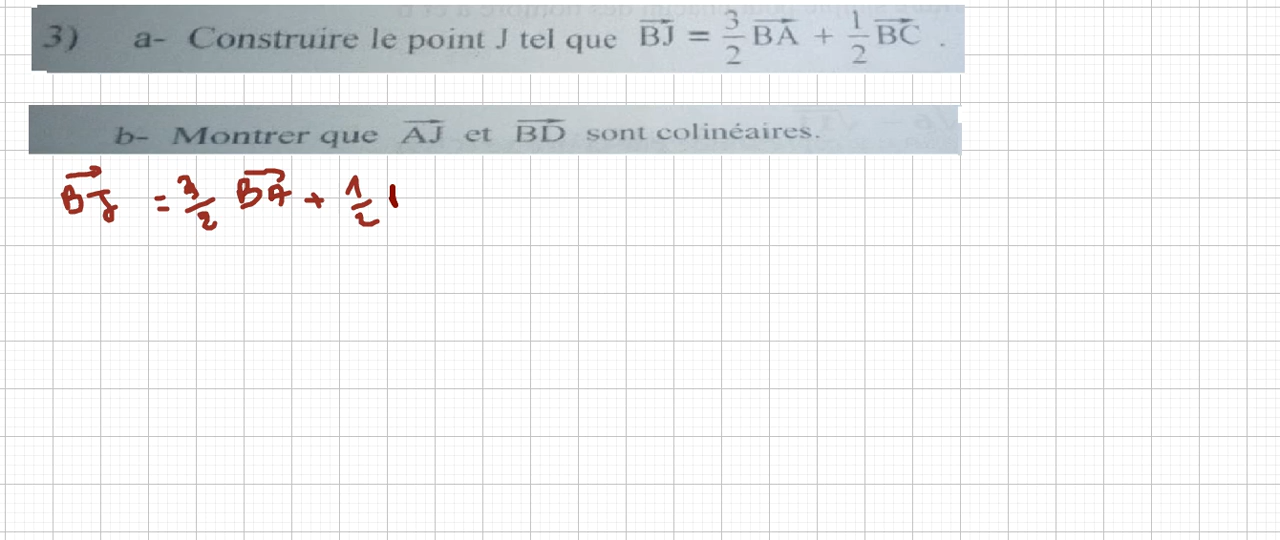 3) a- Construire le point J tel que $\overrightarrow{BJ} = \frac{3}{2}\overrightarrow{BA} + \frac{1}{2}\overrightarrow{BC}$ .
b- Montrer que $\overrightarrow{AJ}$ et $\overrightarrow{BD}$ sont colinéaires.
$\overrightarrow{BJ} = \frac{3}{2}\overrightarrow{BA} + \frac{1}{2}$